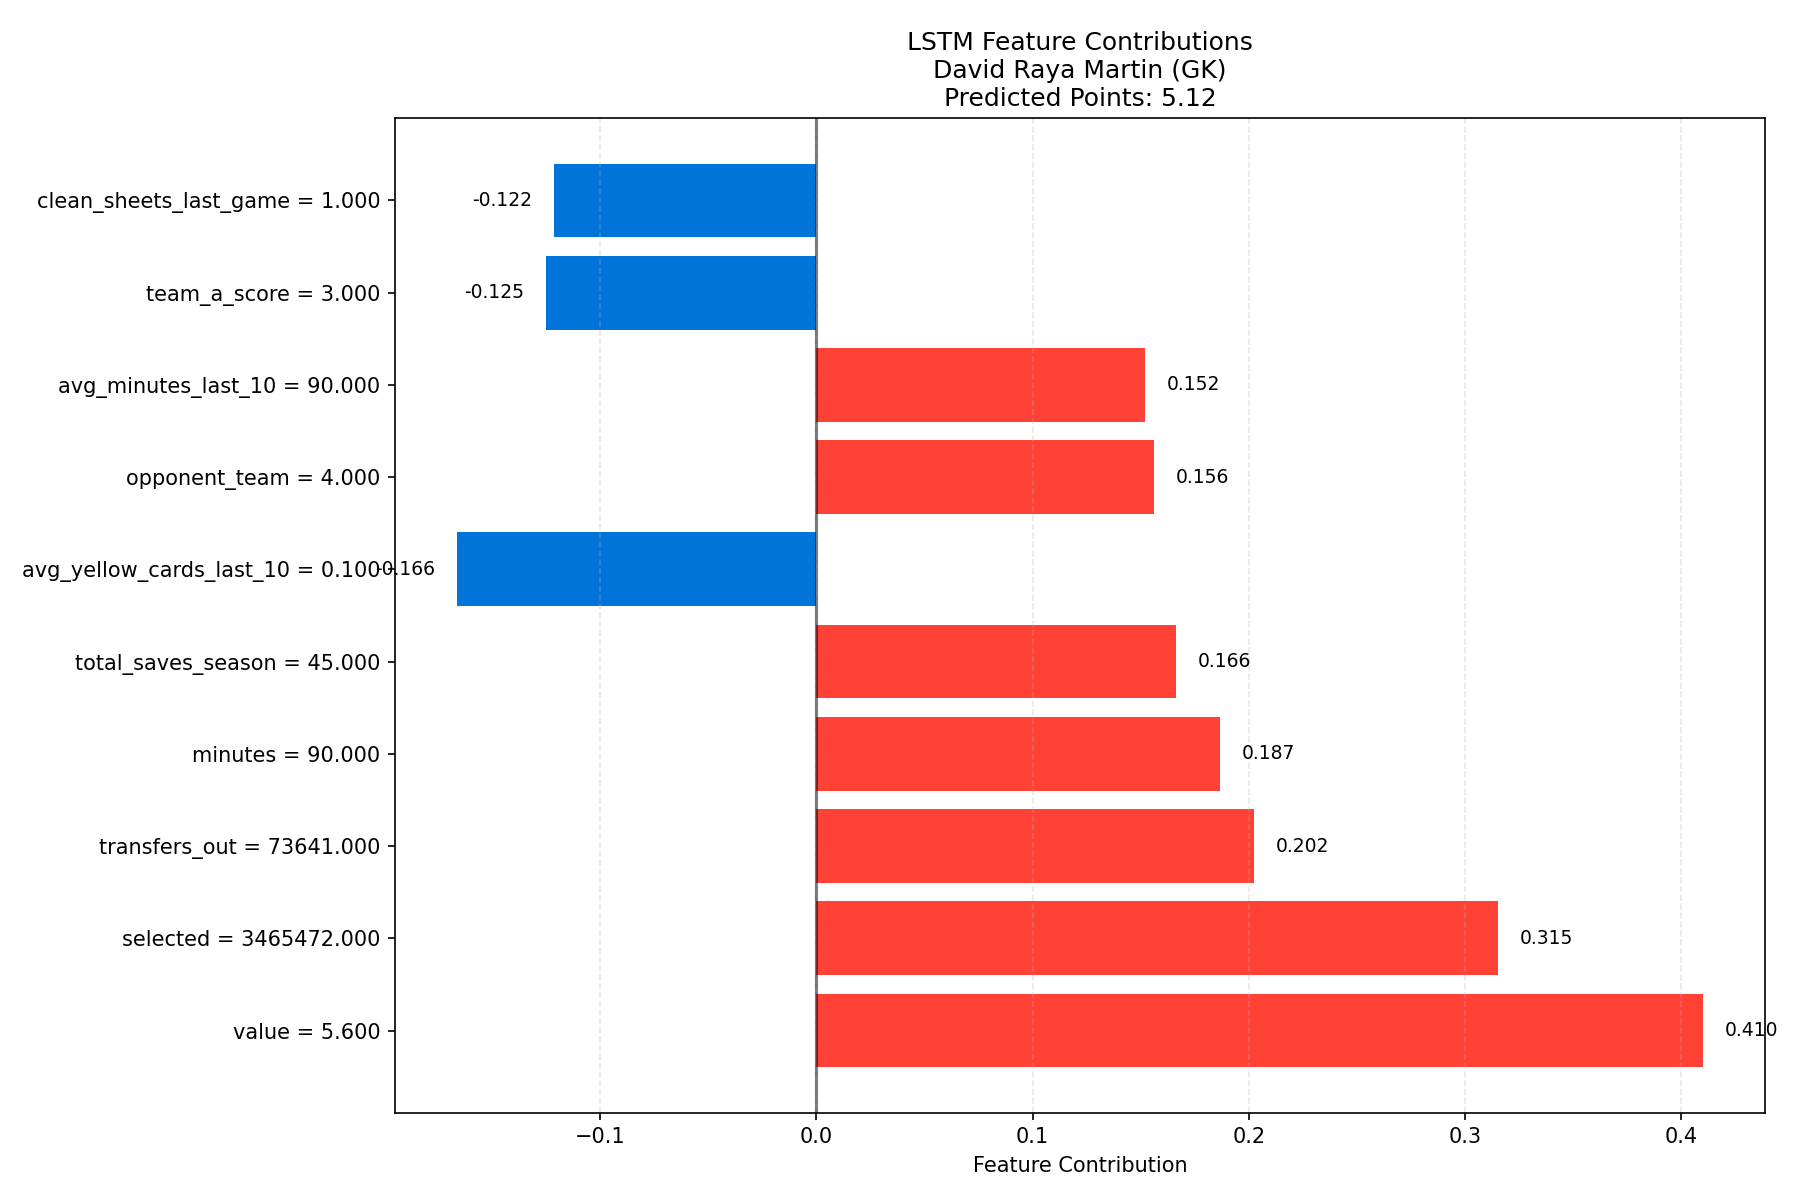 LSTM Feature Contributions
David Raya Martin (GK)
Predicted Points: 5.12
clean_sheets_last_game = 1.000
-0.122
team_a_score = 3.000
-0.125
avg_minutes_last_10 = 90.000
0.152
opponent_team = 4.000
0.156
avg_yellow_cards_last_10 = 0.100
-0.166
total_saves_season = 45.000
0.166
minutes = 90.000
0.187
transfers_out = 73641.000
0.202
selected = 3465472.000
0.315
value = 5.600
0.410
−0.1 0.0 0.1 0.2 0.3 0.4
Feature Contribution